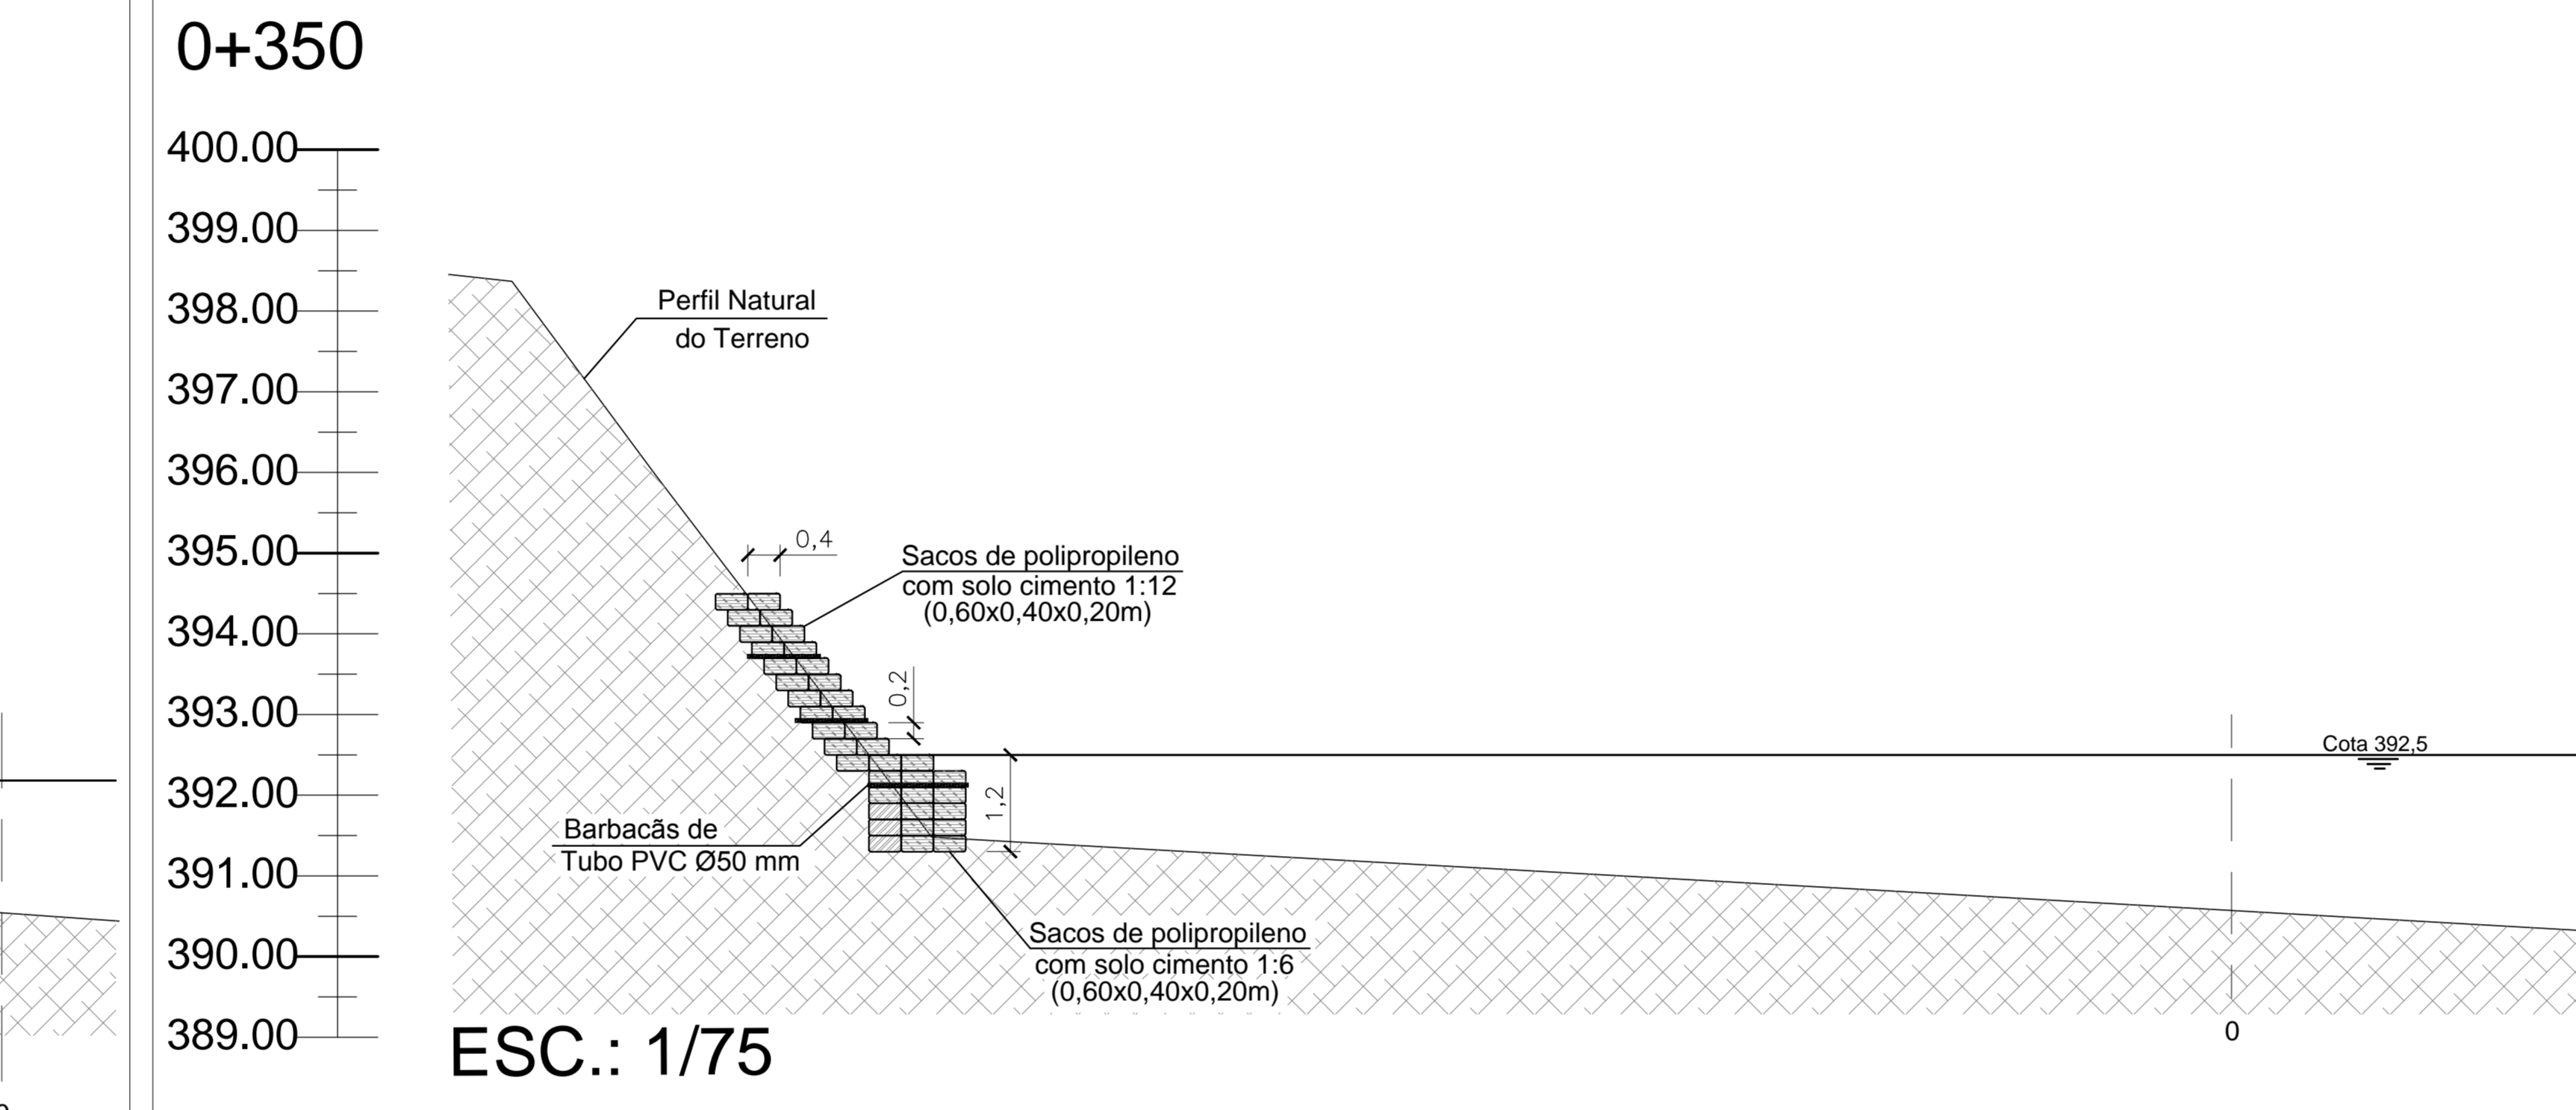 0+350
400.00
399.00
398.00
397.00
396.00
395.00
394.00
393.00
392.00
391.00
390.00
389.00
Perfil Natural
do Terreno
0,4
Sacos de polipropileno
com solo cimento 1:12
(0,60x0,40x0,20m)
0,2
Cota 392,5
1,2
Barbacãs de
Tubo PVC Ø50 mm
Sacos de polipropileno
com solo cimento 1:6
(0,60x0,40x0,20m)
0
ESC.: 1/75